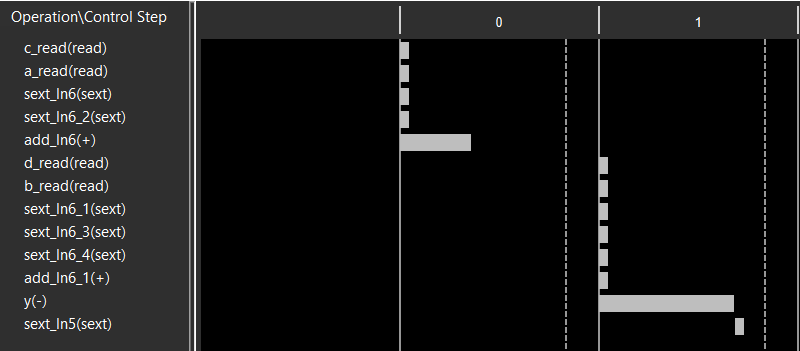 Operation\Control Step
0
1
c_read(read)
a_read(read)
sext_ln6(sext)
sext_ln6_2(sext)
add_ln6(+)
d_read(read)
b_read(read)
sext_ln6_1(sext)
sext_ln6_3(sext)
sext_ln6_4(sext)
add_ln6_1(+)
y(-)
sext_ln5(sext)